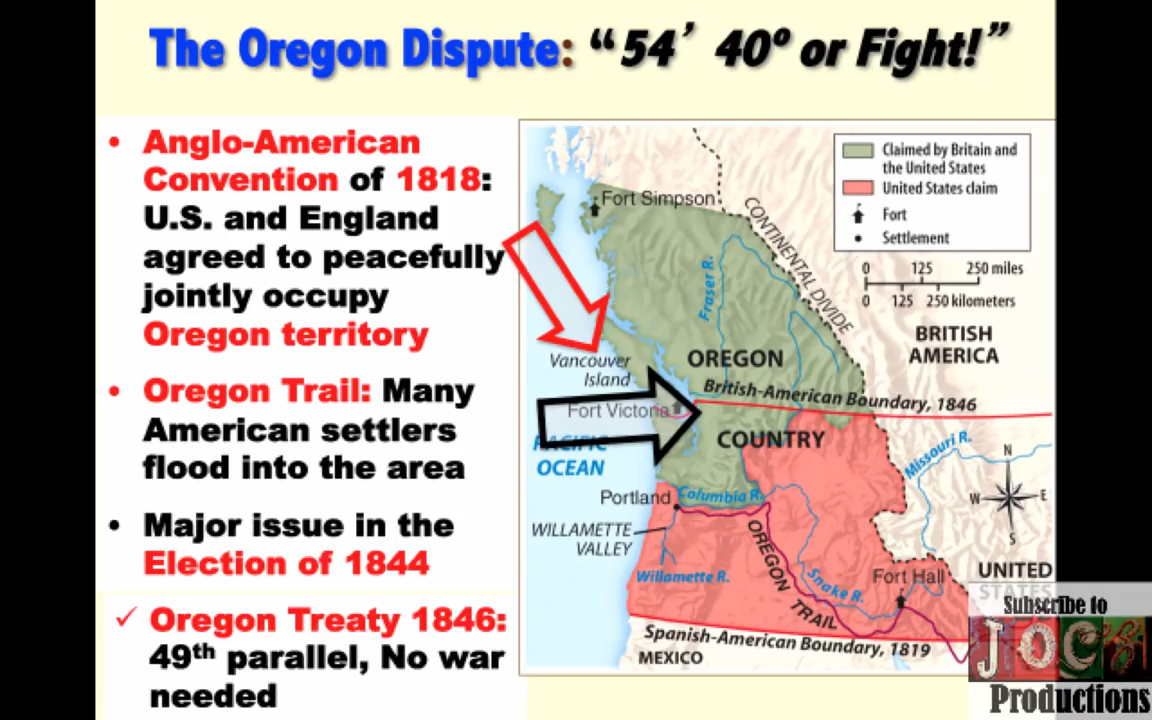 The Oregon Dispute: “54’ 40º or Fight!”
• Anglo-American
Convention of 1818:
U.S. and England
agreed to peacefully
jointly occupy
Oregon territory
• Oregon Trail: Many
American settlers
flood into the area
• Major issue in the
Election of 1844
✓ Oregon Treaty 1846:
49th parallel, No war
needed
Claimed by Britain and
the United States
United States claim
Fort
Settlement
0 125 250 miles
0 125 250 kilometers
Fort Simpson
CONTINENTAL DIVIDE
Fraser R.
BRITISH
AMERICA
Vancouver
Island
OREGON
British-American Boundary, 1846
Fort Victoria
COUNTRY
PACIFIC
OCEAN
Missouri R.
N
W E
S
Portland
Columbia R.
WILLAMETTE
VALLEY
OREGON TRAIL
Willamette R.
Snake R.
Fort Hall
UNITED
STATES
Spanish-American Boundary, 1819
MEXICO
Subscribe to
JOCZ
Productions